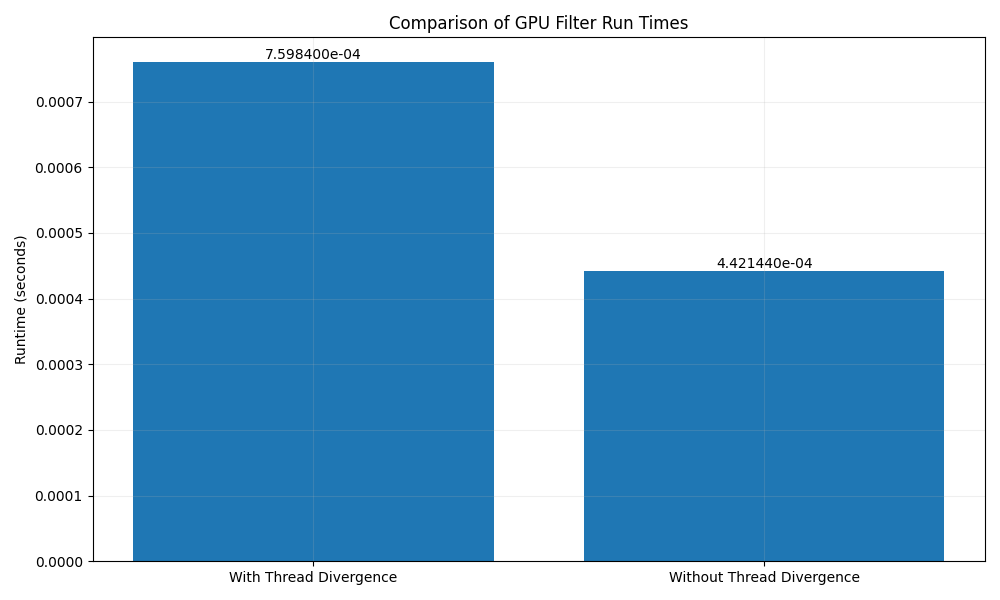 Comparison of GPU Filter Run Times
7.598400e-04
4.421440e-04
Runtime (seconds)
0.0007
0.0006
0.0005
0.0004
0.0003
0.0002
0.0001
0.0000
With Thread Divergence
Without Thread Divergence